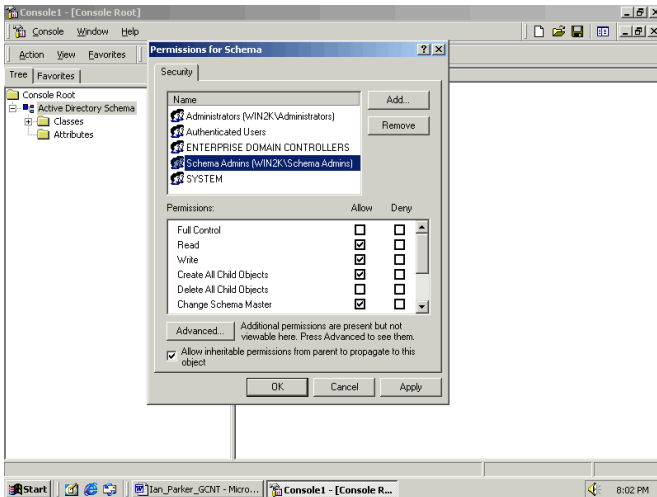 Console1 - [Console Root]
Console Window Help
Action View Favorites
Tree Favorites
Console Root
Active Directory Schema
Classes
Attributes
Permissions for Schema
Security
Name
Administrators (WIN2K\Administrators)
Authenticated Users
ENTERPRISE DOMAIN CONTROLLERS
Schema Admins (WIN2K\Schema Admins)
SYSTEM
Add...
Remove
Permissions: Allow Deny
Full Control
Read
Write
Create All Child Objects
Delete All Child Objects
Change Schema Master
Advanced... Additional permissions are present but not
viewable here. Press Advanced to see them.
Allow inheritable permissions from parent to propagate to this
object
OK Cancel Apply
Start Ian_Parker_GCNT - Micro... Console1 - [Console R... 8:02 PM